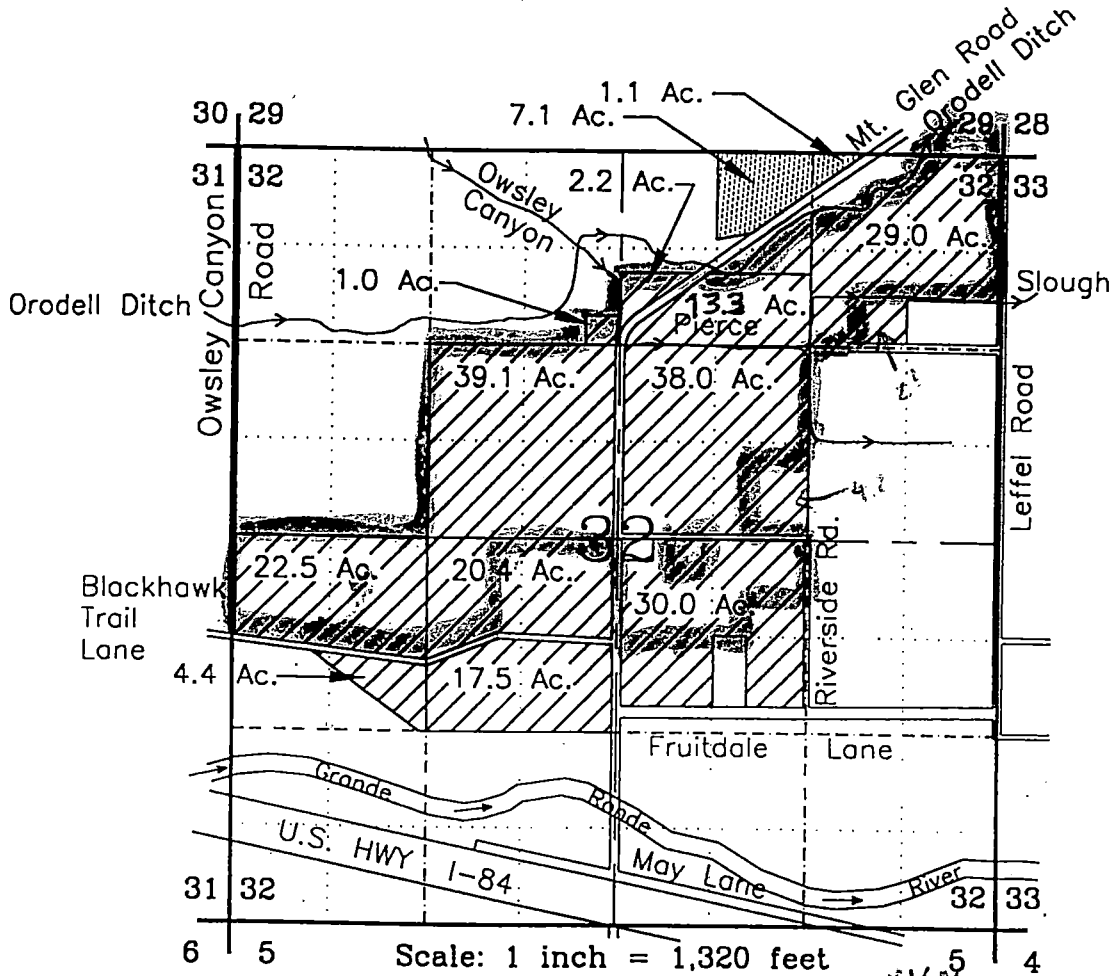 Mt. Glen Road
Orodell Ditch
1.1 Ac.
7.1 Ac.
30 29
29 28
31 32
32 33
Owsley Canyon
2.2 Ac.
Owsley Canyon Road
29.0 Ac.
1.0 Ac.
Slough
Orodell Ditch
13.3 Ac.
Pierce
39.1 Ac.
38.0 Ac.
Leffel Road
32
22.5 Ac.
20.4 Ac.
30.0 Ac.
Riverside Rd.
Blackhawk
Trail
Lane
4.4 Ac.
17.5 Ac.
Fruitdale Lane
Grande Ronde River
U.S. HWY I-84
May Lane
31 32
32 33
6 5
Scale: 1 inch = 1,320 feet
5 4